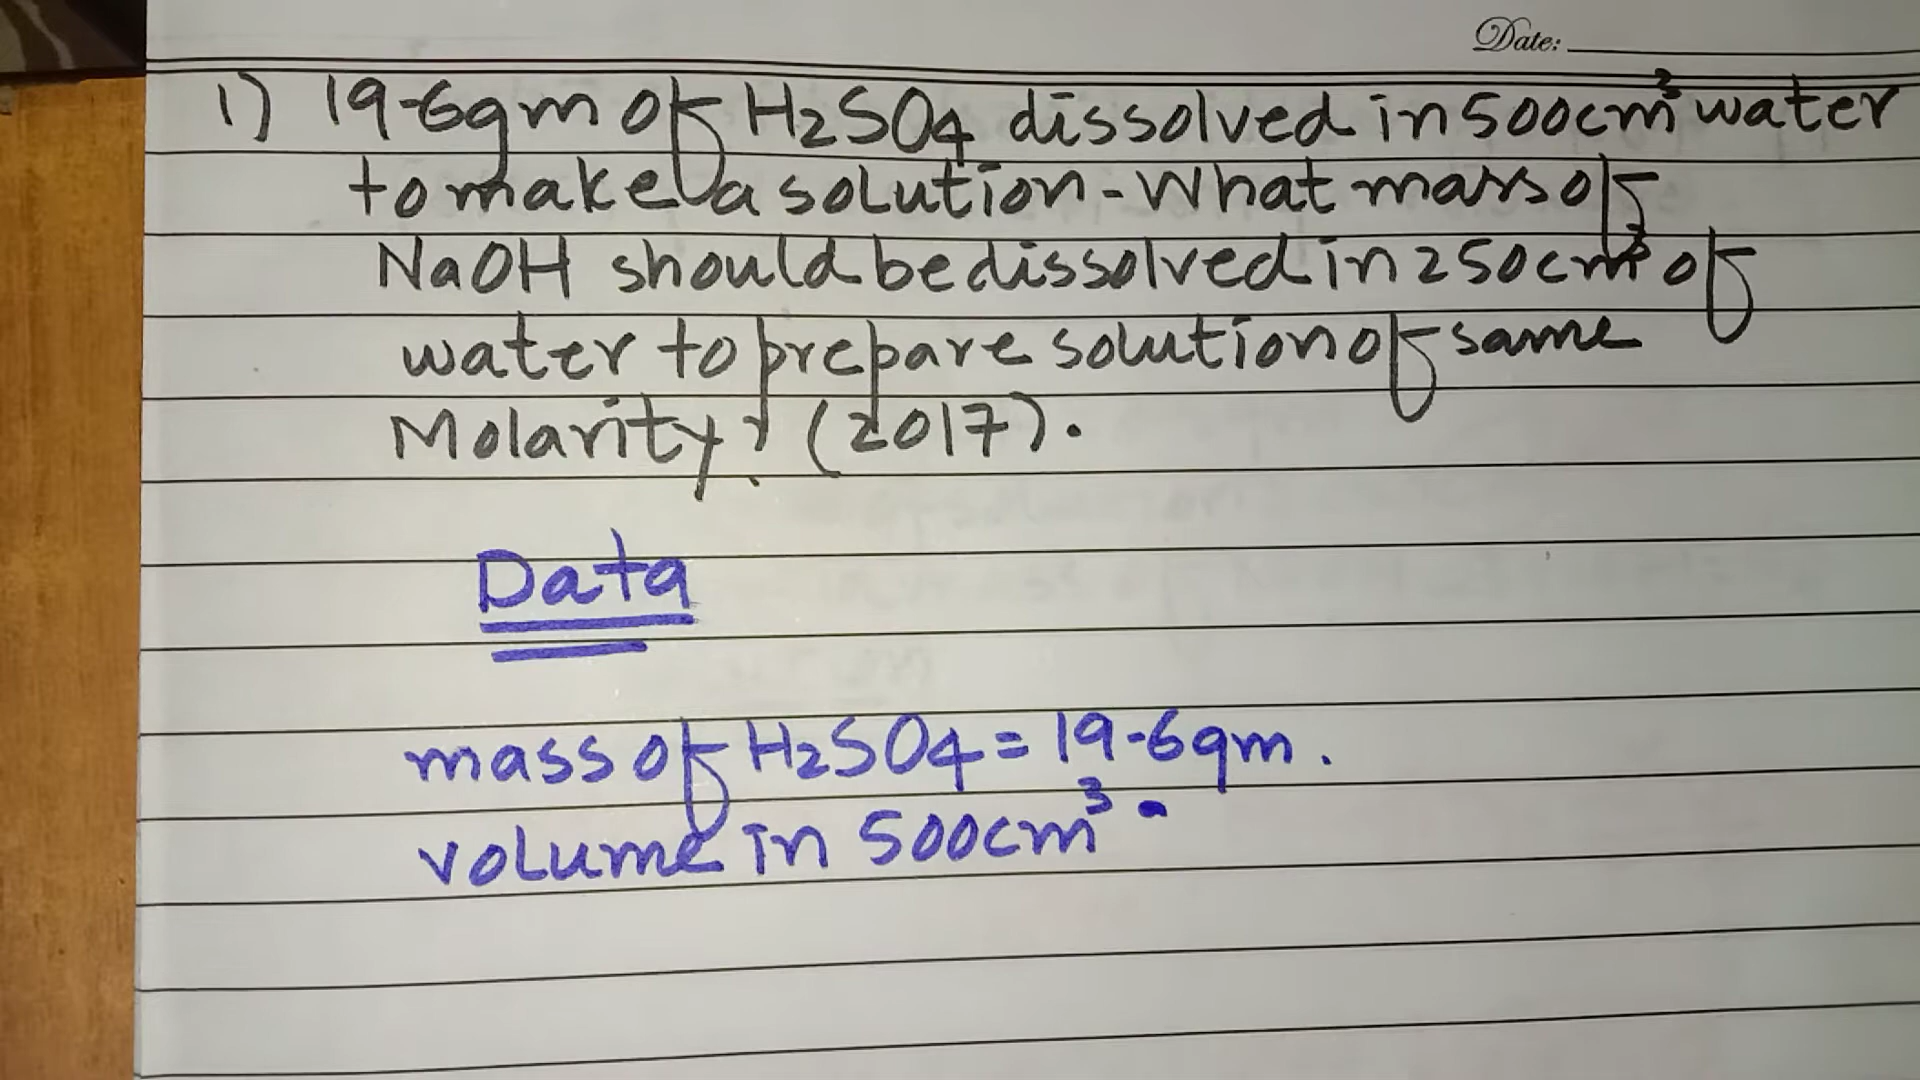 Date:
1) 19.6gm of H2SO4 dissolved in 500cm³ water
to make a solution. What mass of
NaOH should be dissolved in 250cm³ of
water to prepare solution of same
Molarity? (2017).
Data
mass of H2SO4 = 19.6gm.
volume in 500cm³.